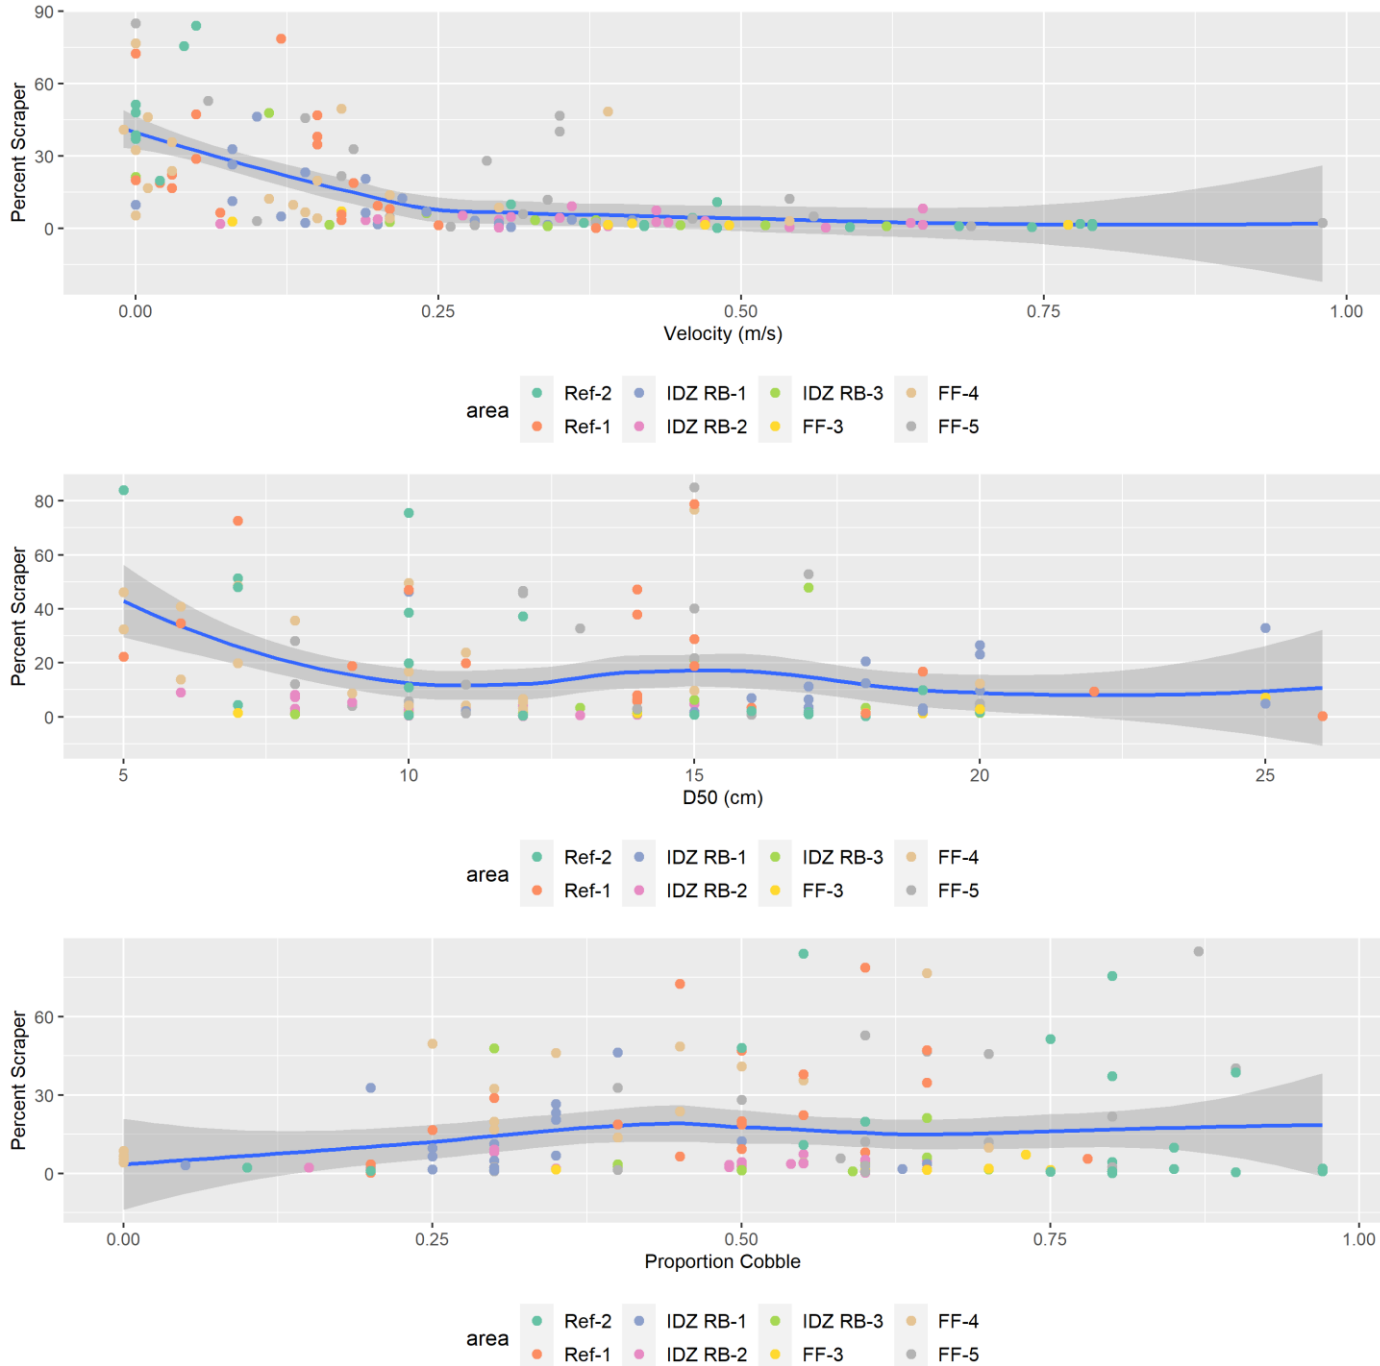 90
60
30
0
Percent Scraper
0.00 0.25 0.50 0.75 1.00
Velocity (m/s)
area
Ref-2 IDZ RB-1 IDZ RB-3 FF-4
Ref-1 IDZ RB-2 FF-3 FF-5
80
60
40
20
0
Percent Scraper
5 10 15 20 25
D50 (cm)
area
Ref-2 IDZ RB-1 IDZ RB-3 FF-4
Ref-1 IDZ RB-2 FF-3 FF-5
60
30
0
Percent Scraper
0.00 0.25 0.50 0.75 1.00
Proportion Cobble
area
Ref-2 IDZ RB-1 IDZ RB-3 FF-4
Ref-1 IDZ RB-2 FF-3 FF-5